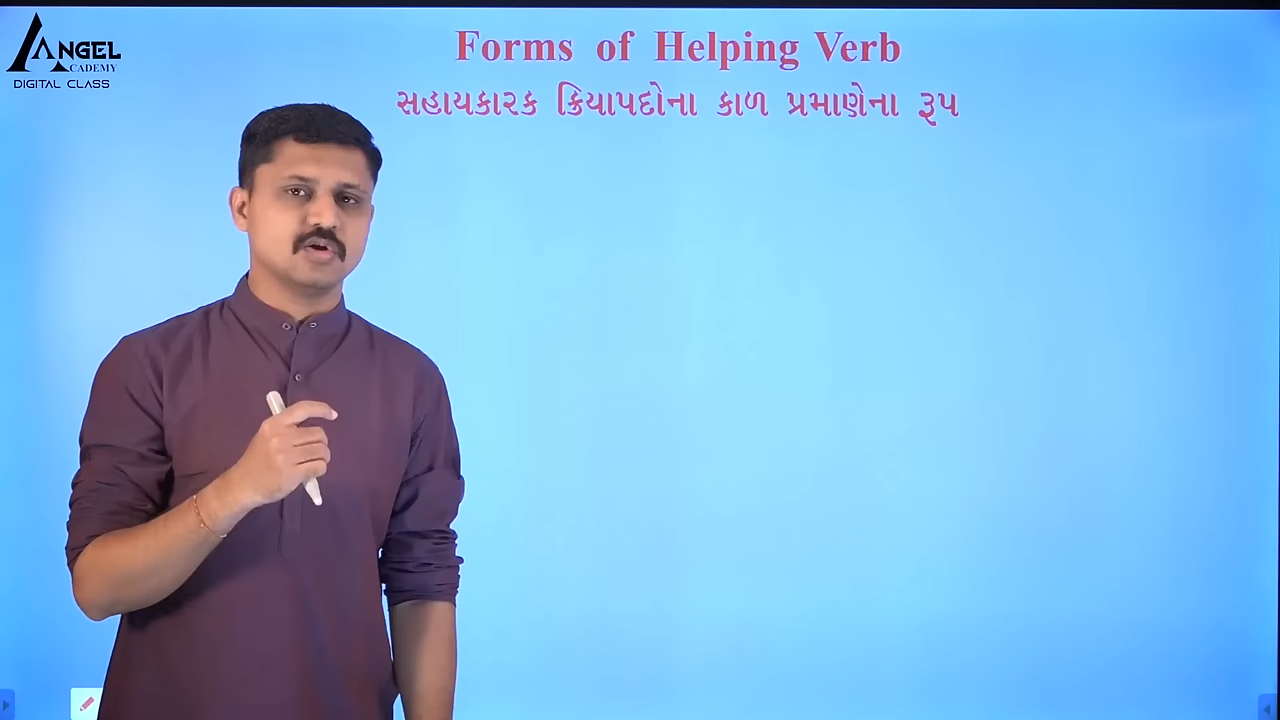 ANGEL
ACADEMY
DIGITAL CLASS
Forms of Helping Verb
સહાયકારક ક્રિયાપદોના કાળ પ્રમાણેના રૂપ